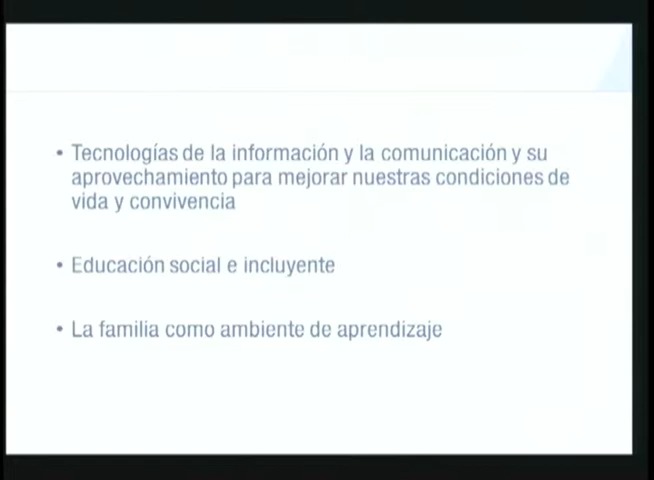 • Tecnologías de la información y la comunicación y su
aprovechamiento para mejorar nuestras condiciones de
vida y convivencia
• Educación social e incluyente
• La familia como ambiente de aprendizaje